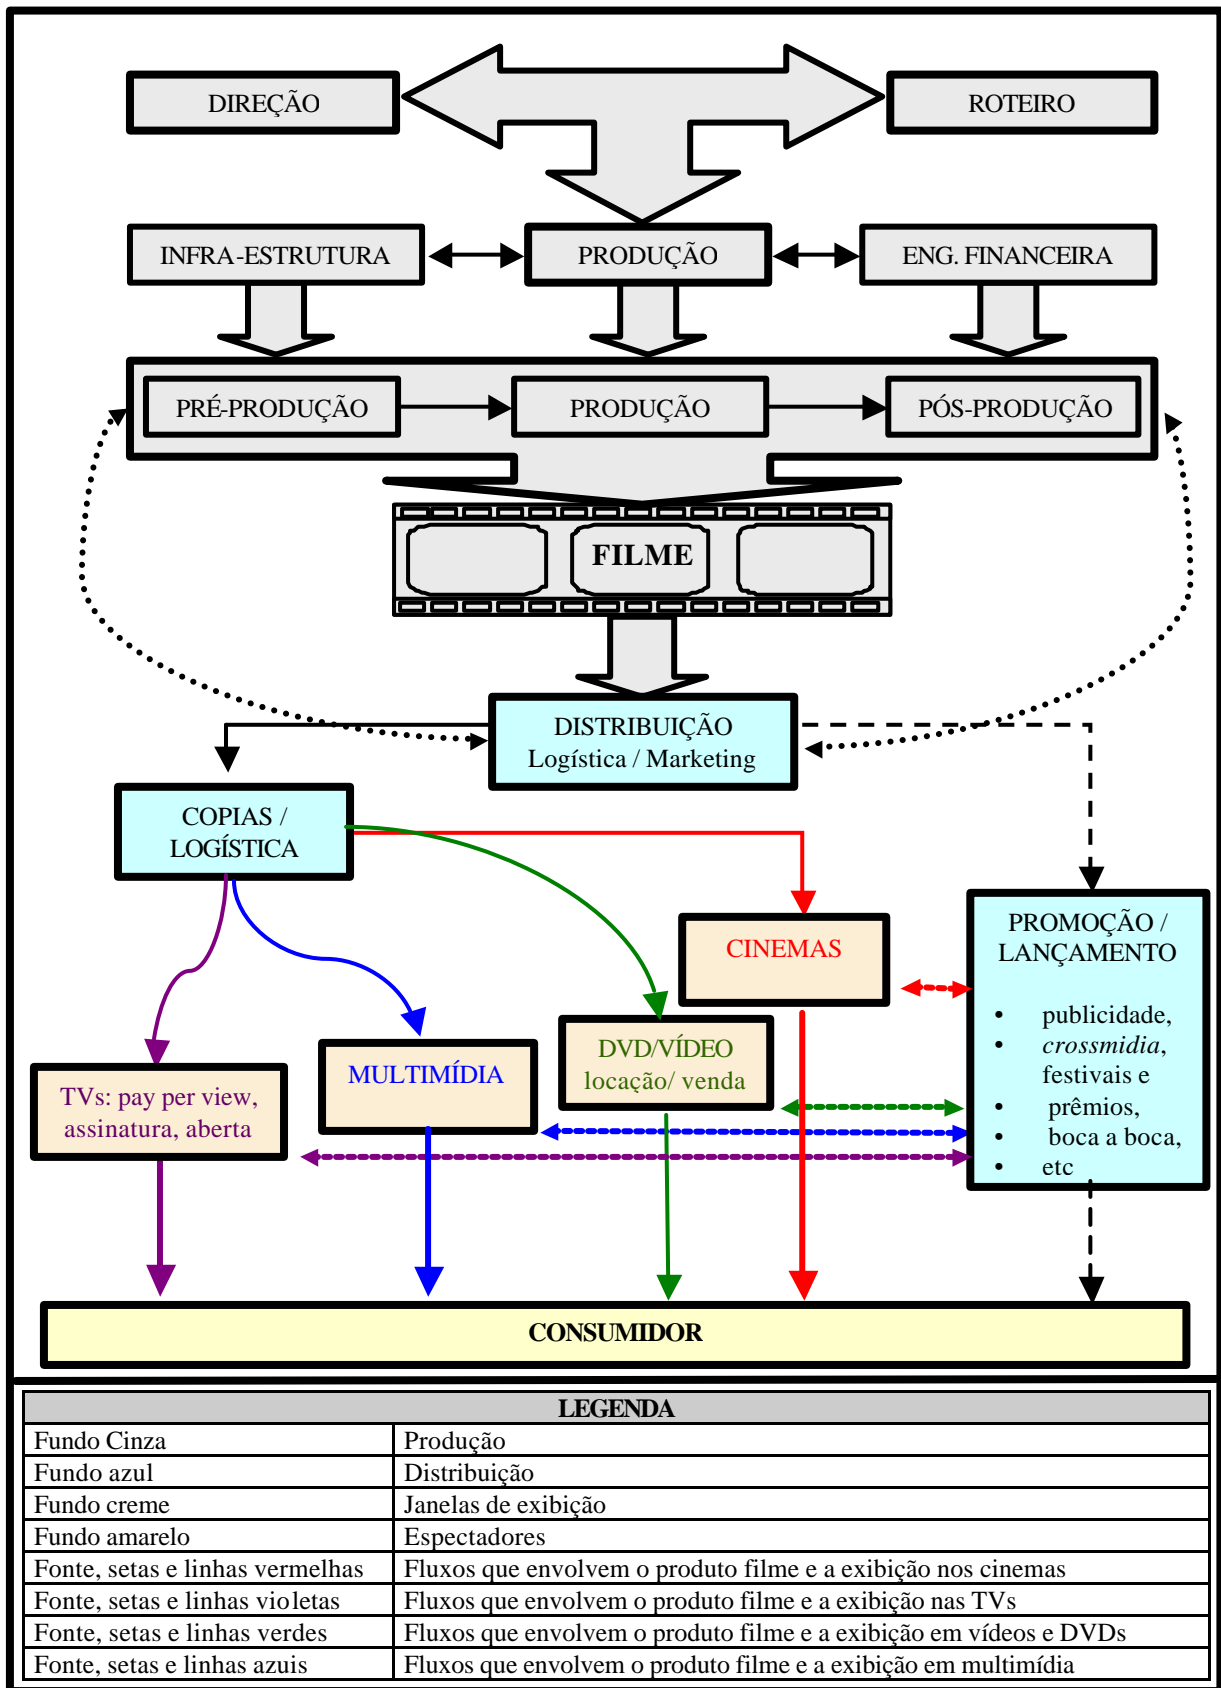 DIREÇÃO
ROTEIRO
INFRA-ESTRUTURA
PRODUÇÃO
ENG. FINANCEIRA
PRÉ-PRODUÇÃO
PRODUÇÃO
PÓS-PRODUÇÃO
FILME
DISTRIBUIÇÃO
Logística / Marketing
COPIAS /
LOGÍSTICA
PROMOÇÃO /
LANÇAMENTO
• publicidade,
• crossmidia,
festivais e
• prêmios,
• boca a boca,
• etc
CINEMAS
DVD/VÍDEO
locação/ venda
MULTIMÍDIA
TVs: pay per view,
assinatura, aberta
CONSUMIDOR
LEGENDA
Fundo Cinza Produção
Fundo azul Distribuição
Fundo creme Janelas de exibição
Fundo amarelo Espectadores
Fonte, setas e linhas vermelhas Fluxos que envolvem o produto filme e a exibição nos cinemas
Fonte, setas e linhas violetas Fluxos que envolvem o produto filme e a exibição nas TVs
Fonte, setas e linhas verdes Fluxos que envolvem o produto filme e a exibição em vídeos e DVDs
Fonte, setas e linhas azuis Fluxos que envolvem o produto filme e a exibição em multimídia